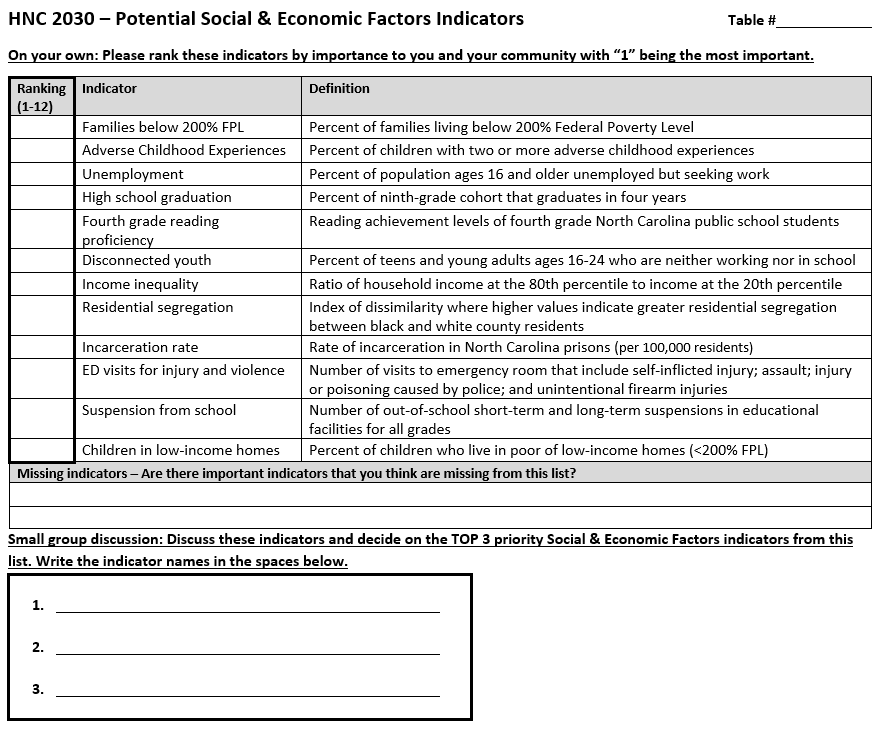 HNC 2030 – Potential Social & Economic Factors Indicators
Table #____________
On your own: Please rank these indicators by importance to you and your community with “1” being the most important.
Ranking (1-12) Indicator Definition
Families below 200% FPL Percent of families living below 200% Federal Poverty Level
Adverse Childhood Experiences Percent of children with two or more adverse childhood experiences
Unemployment Percent of population ages 16 and older unemployed but seeking work
High school graduation Percent of ninth-grade cohort that graduates in four years
Fourth grade reading proficiency Reading achievement levels of fourth grade North Carolina public school students
Disconnected youth Percent of teens and young adults ages 16-24 who are neither working nor in school
Income inequality Ratio of household income at the 80th percentile to income at the 20th percentile
Residential segregation Index of dissimilarity where higher values indicate greater residential segregation
between black and white county residents
Incarceration rate Rate of incarceration in North Carolina prisons (per 100,000 residents)
ED visits for injury and violence Number of visits to emergency room that include self-inflicted injury; assault; injury
or poisoning caused by police; and unintentional firearm injuries
Suspension from school Number of out-of-school short-term and long-term suspensions in educational
facilities for all grades
Children in low-income homes Percent of children who live in poor of low-income homes (<200% FPL)
Missing indicators – Are there important indicators that you think are missing from this list?
Small group discussion: Discuss these indicators and decide on the TOP 3 priority Social & Economic Factors indicators from this
list. Write the indicator names in the spaces below.
1.
2.
3.